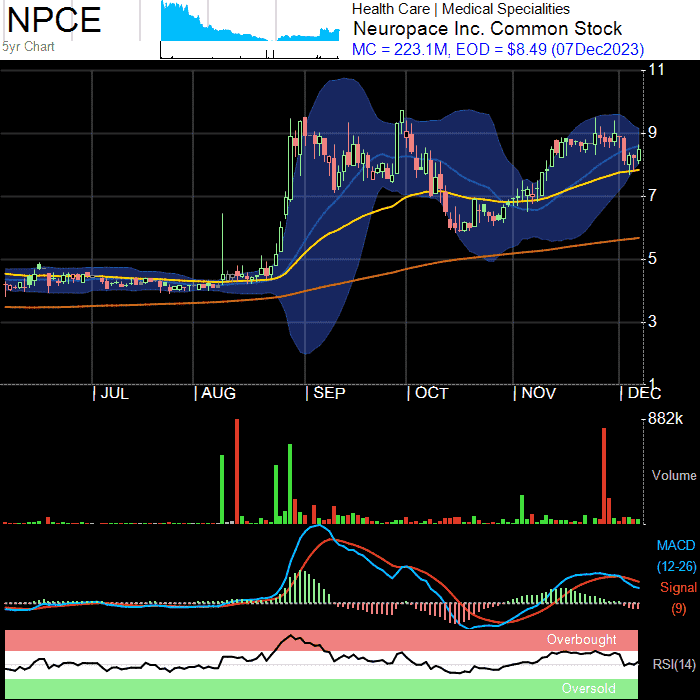 NPCE
5yr Chart
Health Care | Medical Specialities
Neuropace Inc. Common Stock
MC = 223.1M, EOD = $8.49 (07Dec2023)
11
9
7
5
3
1
| JUL | AUG | SEP | OCT | NOV | DEC
882k
Volume
MACD
(12-26)
Signal
(9)
Overbought
RSI(14)
Oversold